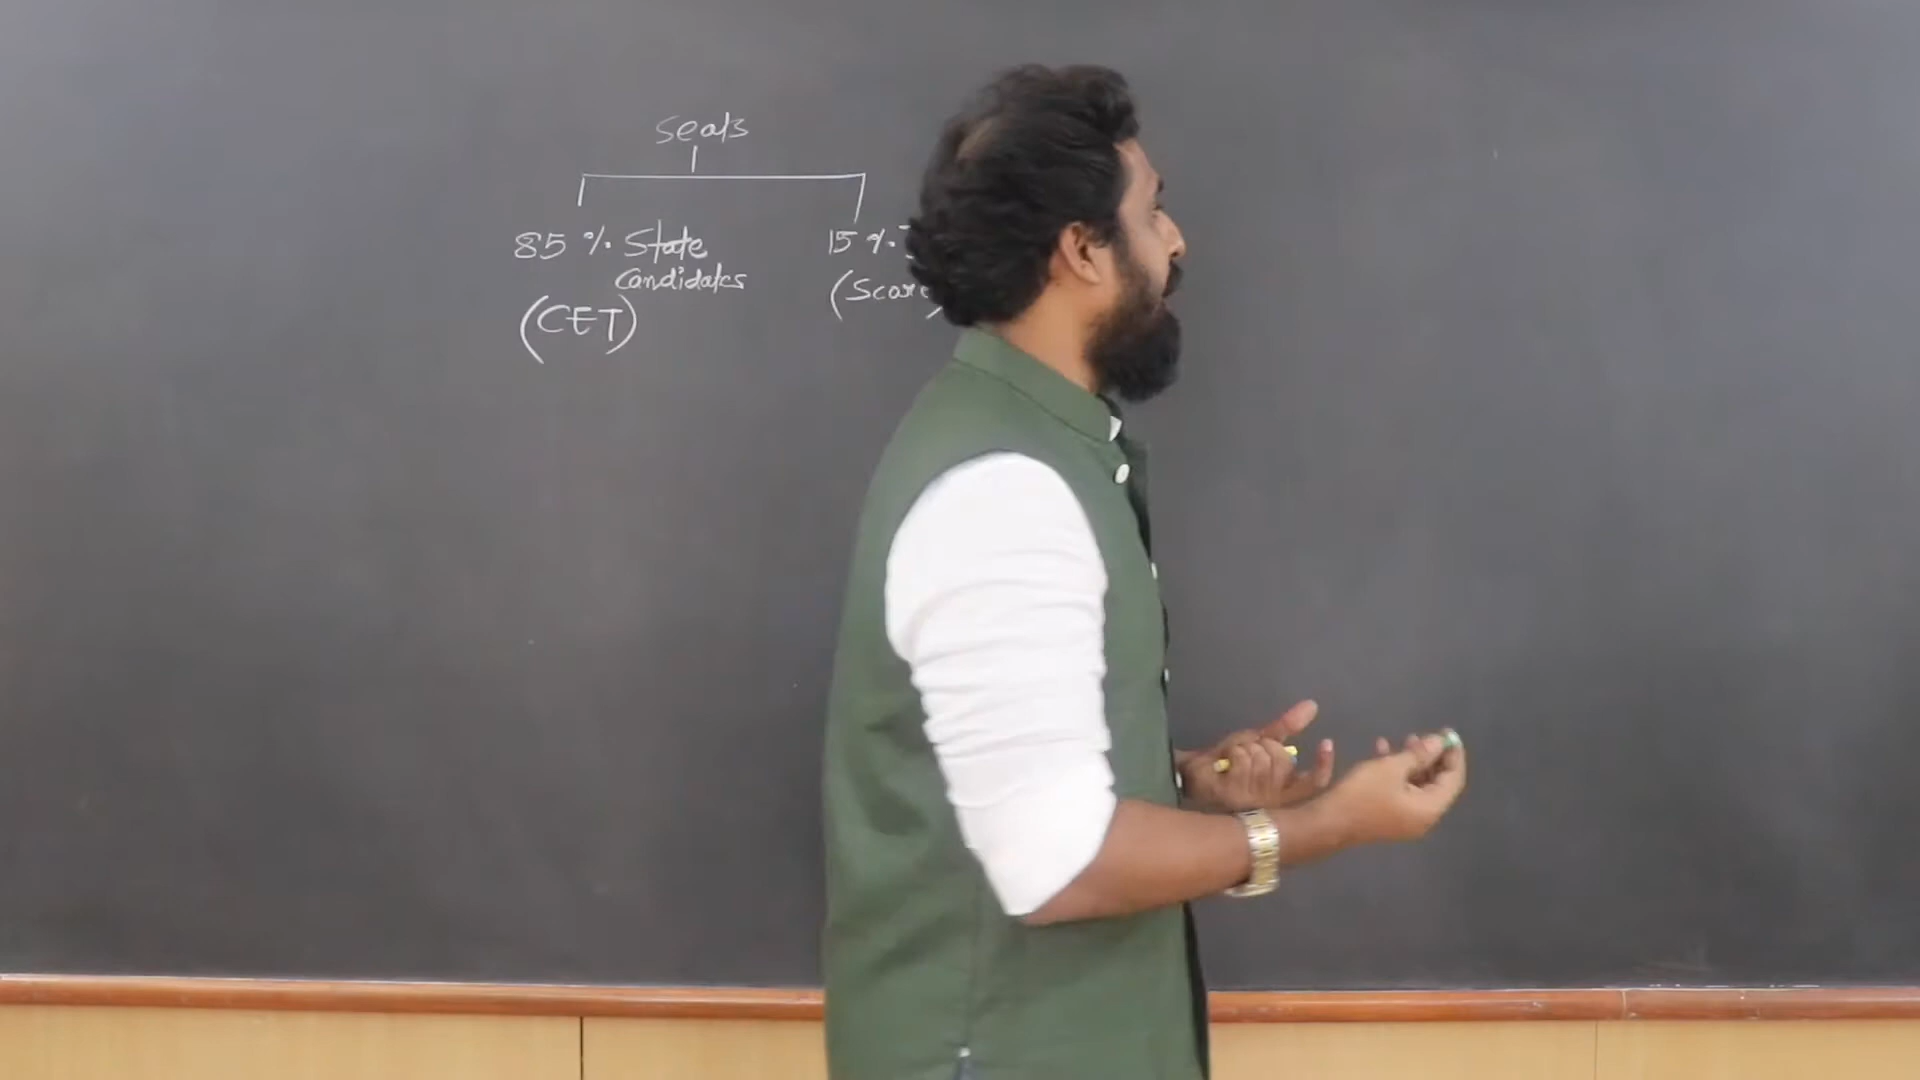 Seats
85 % State
Candidates
(CET)
15 %
(Score